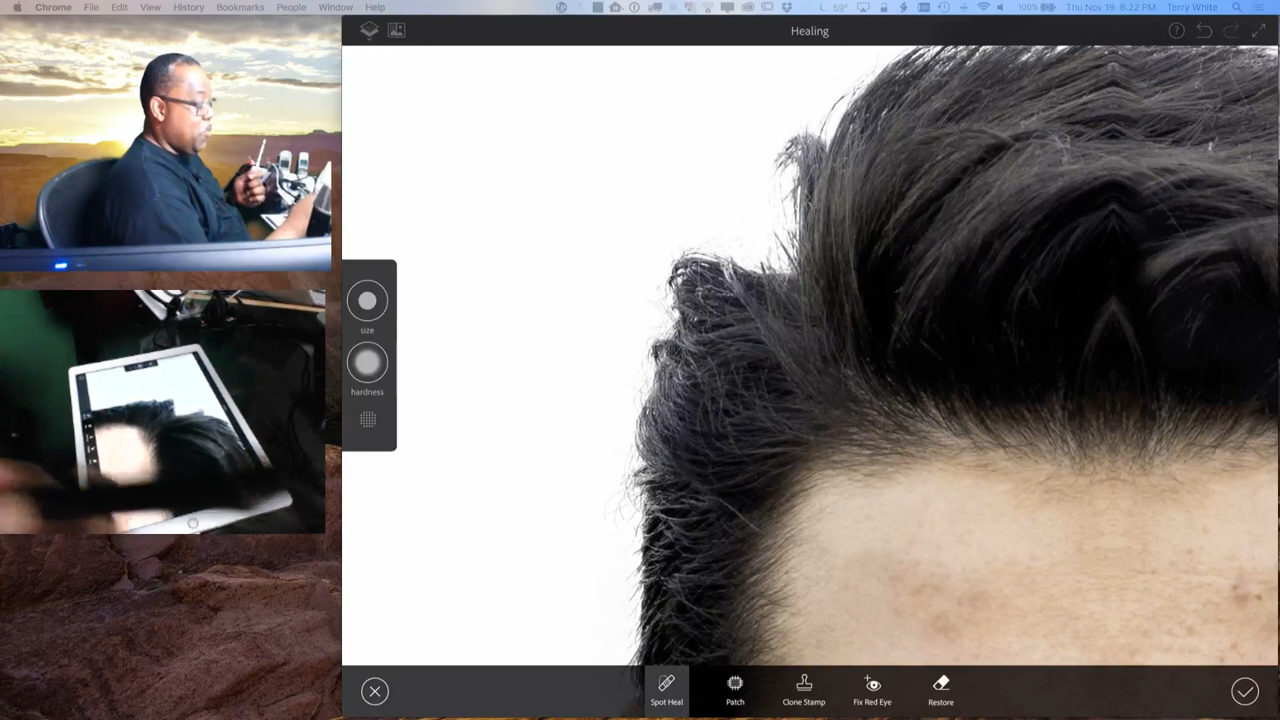 Chrome File Edit View History Bookmarks People Window Help 59° 100% Thu Nov 19 8:22 PM Terry White
Healing
size
hardness
Spot Heal Patch Clone Stamp Fix Red Eye Restore